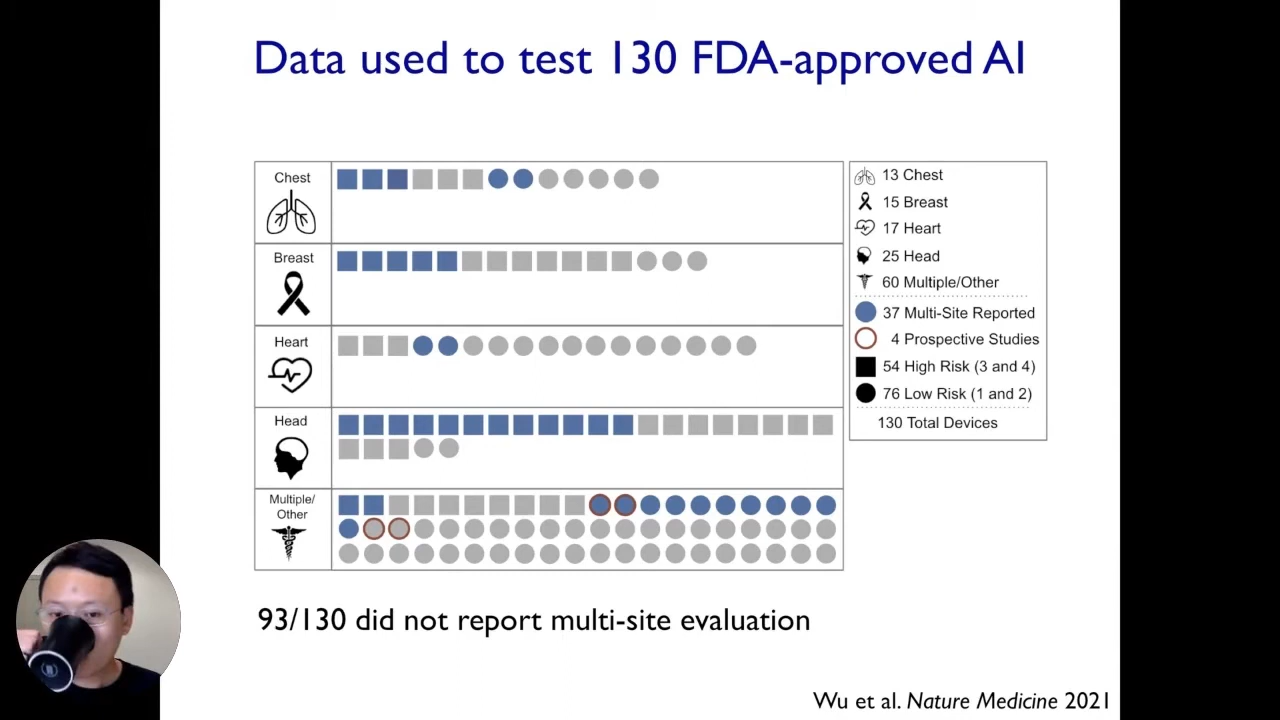 Data used to test 130 FDA-approved AI
Chest
Breast
Heart
Head
Multiple/
Other
13 Chest
15 Breast
17 Heart
25 Head
60 Multiple/Other
37 Multi-Site Reported
4 Prospective Studies
54 High Risk (3 and 4)
76 Low Risk (1 and 2)
130 Total Devices
93/130 did not report multi-site evaluation
Wu et al. Nature Medicine 2021